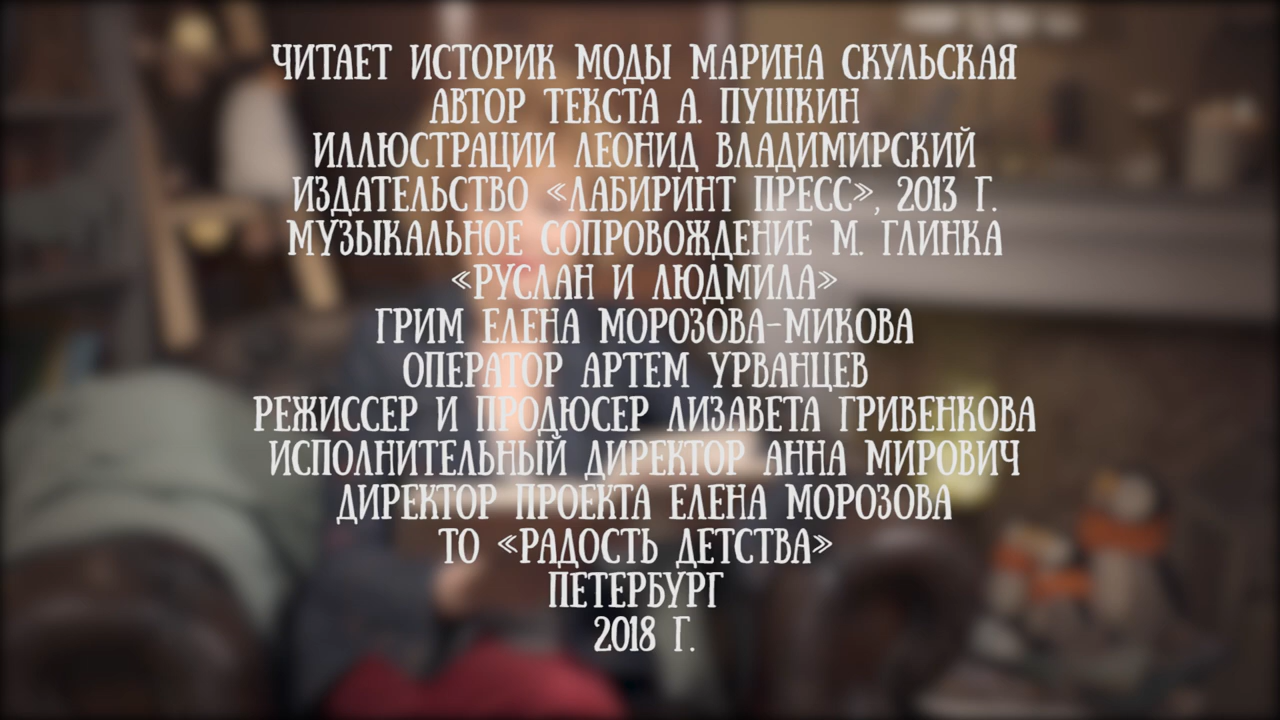 ЧИТАЕТ ИСТОРИК МОДЫ МАРИНА СКУЛЬСКАЯ
АВТОР ТЕКСТА А. ПУШКИН
ИЛЛЮСТРАЦИИ ЛЕОНИД ВЛАДИМИРСКИЙ
ИЗДАТЕЛЬСТВО «ЛАБИРИНТ ПРЕСС», 2013 Г.
МУЗЫКАЛЬНОЕ СОПРОВОЖДЕНИЕ М. ГЛИНКА
«РУСЛАН И ЛЮДМИЛА»
ГРИМ ЕЛЕНА МОРОЗОВА-МИКОВА
ОПЕРАТОР АРТЕМ УРВАНЦЕВ
РЕЖИССЕР И ПРОДЮСЕР ЛИЗАВЕТА ГРИВЕНКОВА
ИСПОЛНИТЕЛЬНЫЙ ДИРЕКТОР АННА МИРОВИЧ
ДИРЕКТОР ПРОЕКТА ЕЛЕНА МОРОЗОВА
ТО «РАДОСТЬ ДЕТСТВА»
ПЕТЕРБУРГ
2018 Г.